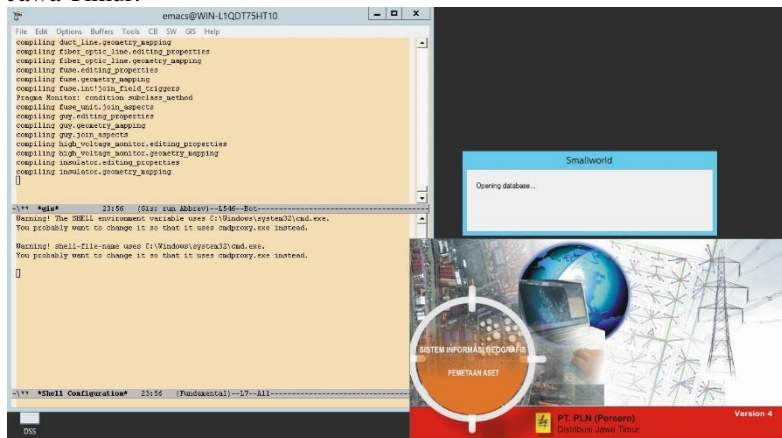 Jawa Timur.
emacs@WIN-L1QDT75HT10
File Edit Options Buffers Tools CB SW GIS Help
compiling duct_line.geometry_mapping
compiling fiber_optic_line.editing_properties
compiling fiber_optic_line.geometry_mapping
compiling fuse.editing_properties
compiling fuse.geometry_mapping
compiling fuse.int!join_field_triggers
Pragma Monitor: condition subclass_method
compiling fuse_unit.join_aspects
compiling guy.editing_properties
compiling guy.geometry_mapping
compiling guy.join_aspects
compiling high_voltage_monitor.editing_properties
compiling high_voltage_monitor.geometry_mapping
compiling insulator.editing_properties
compiling insulator.geometry_mapping
-\** *gis* 23:56 (Gis: run Abbrev)--L546--Bot
Warning! The SHELL environment variable uses C:\Windows\system32\cmd.exe.
You probably want to change it so that it uses cmdproxy.exe instead.
Warning! shell-file-name uses C:\Windows\system32\cmd.exe.
You probably want to change it so that it uses cmdproxy.exe instead.
-\** *Shell Configuration* 23:56 (Fundamental)--L7--All
DSS
Smallworld
Opening database...
SISTEM INFORMASI GEOGRAFIS
PEMETAAN ASET
Version 4
PT. PLN (Persero)
Distribusi Jawa Timur